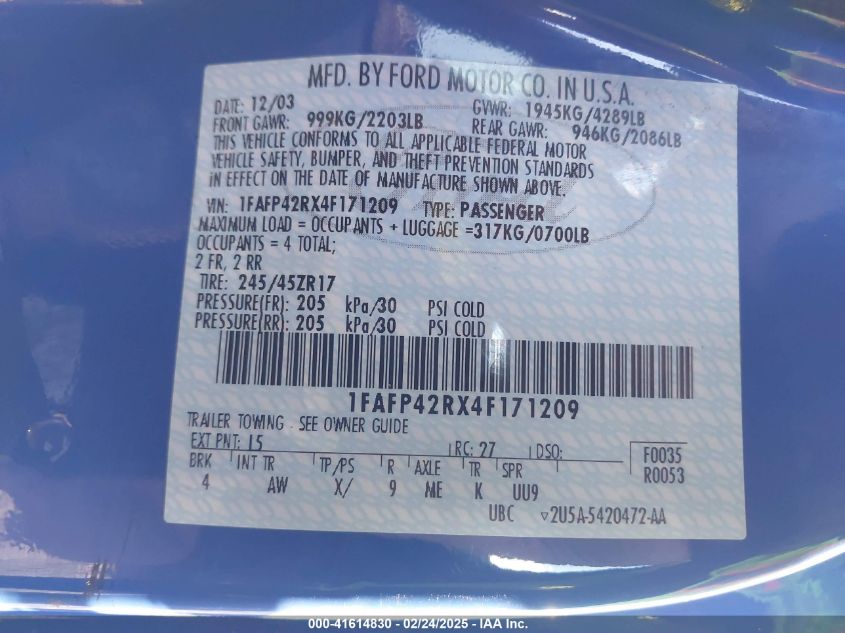 MFD. BY FORD MOTOR CO. IN U.S.A.
DATE: 12/03 GVWR: 1945KG/4289LB
FRONT GAWR: 999KG/2203LB REAR GAWR: 946KG/2086LB
THIS VEHICLE CONFORMS TO ALL APPLICABLE FEDERAL MOTOR
VEHICLE SAFETY, BUMPER, AND THEFT PREVENTION STANDARDS
IN EFFECT ON THE DATE OF MANUFACTURE SHOWN ABOVE.
VIN: 1FAFP42RX4F171209 TYPE: PASSENGER
MAXIMUM LOAD = OCCUPANTS + LUGGAGE =317KG/0700LB
OCCUPANTS = 4 TOTAL;
2 FR, 2 RR
TIRE: 245/45ZR17
PRESSURE(FR): 205 kPa/30 PSI COLD
PRESSURE(RR): 205 kPa/30 PSI COLD
1FAFP42RX4F171209
TRAILER TOWING - SEE OWNER GUIDE
EXT PNT: 15 RC: 27 DSO: F0035
R0053
BRK INT TR TP/PS R AXLE TR SPR
4 AW X/ 9 ME K UU9
UBC ▽2U5A-5420472-AA
000-41614830 - 02/24/2025 - IAA Inc.